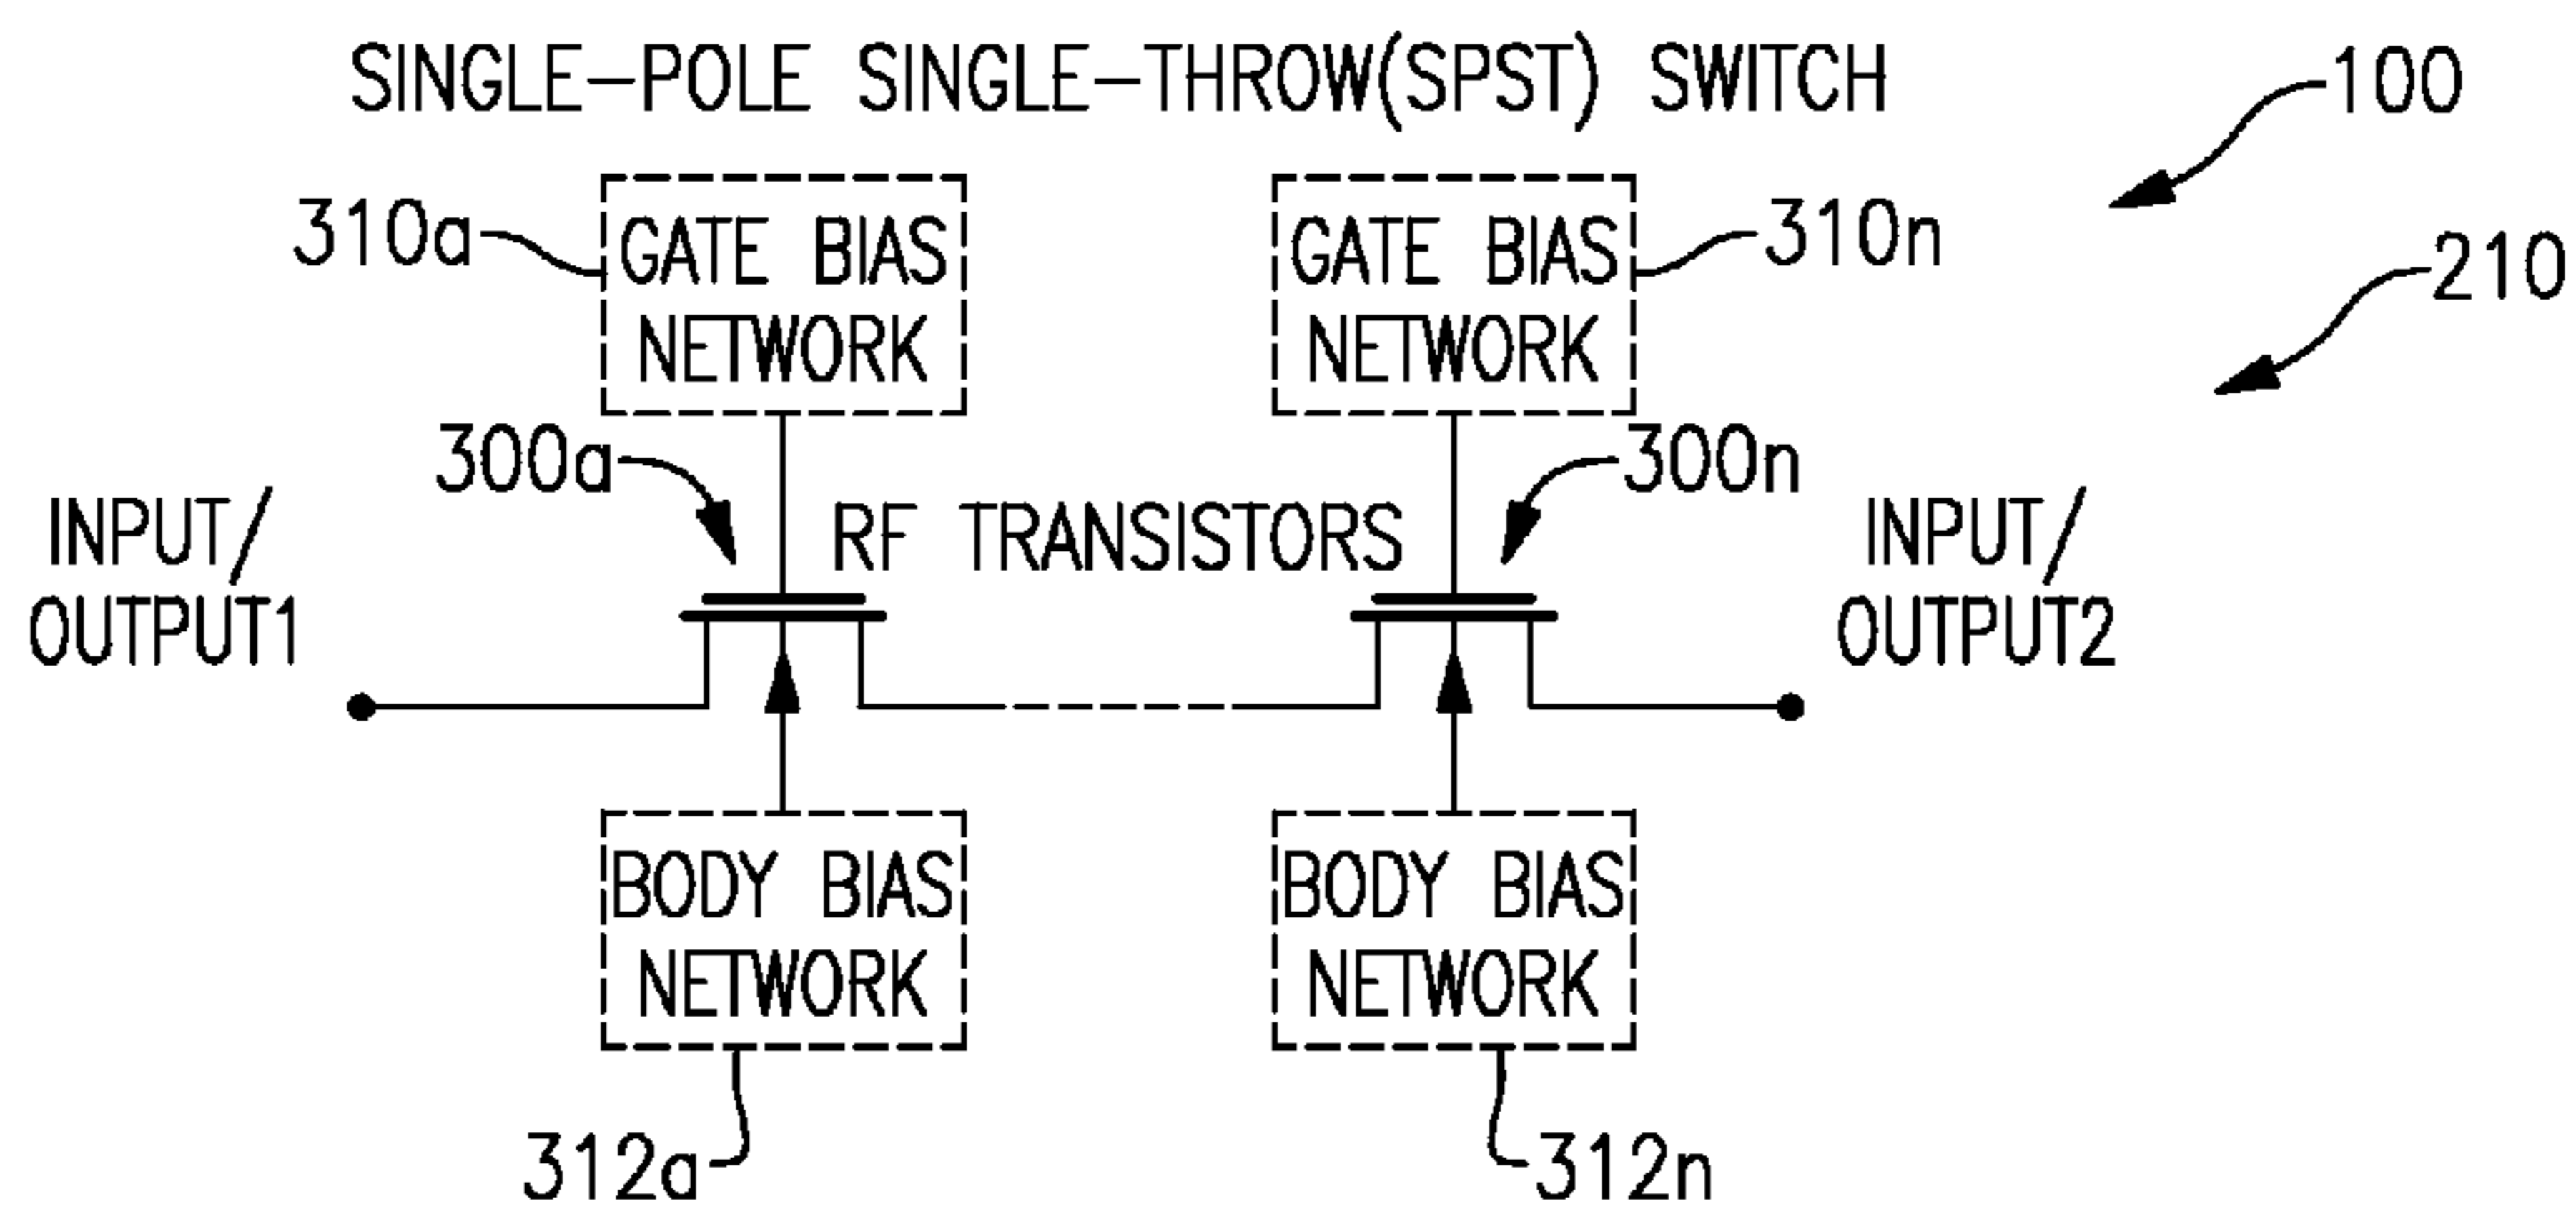 SINGLE-POLE SINGLE-THROW(SPST) SWITCH
100
210
310a
GATE BIAS
NETWORK
GATE BIAS
NETWORK
310n
300a
RF TRANSISTORS
300n
INPUT/
OUTPUT1
INPUT/
OUTPUT2
BODY BIAS
NETWORK
BODY BIAS
NETWORK
312a
312n